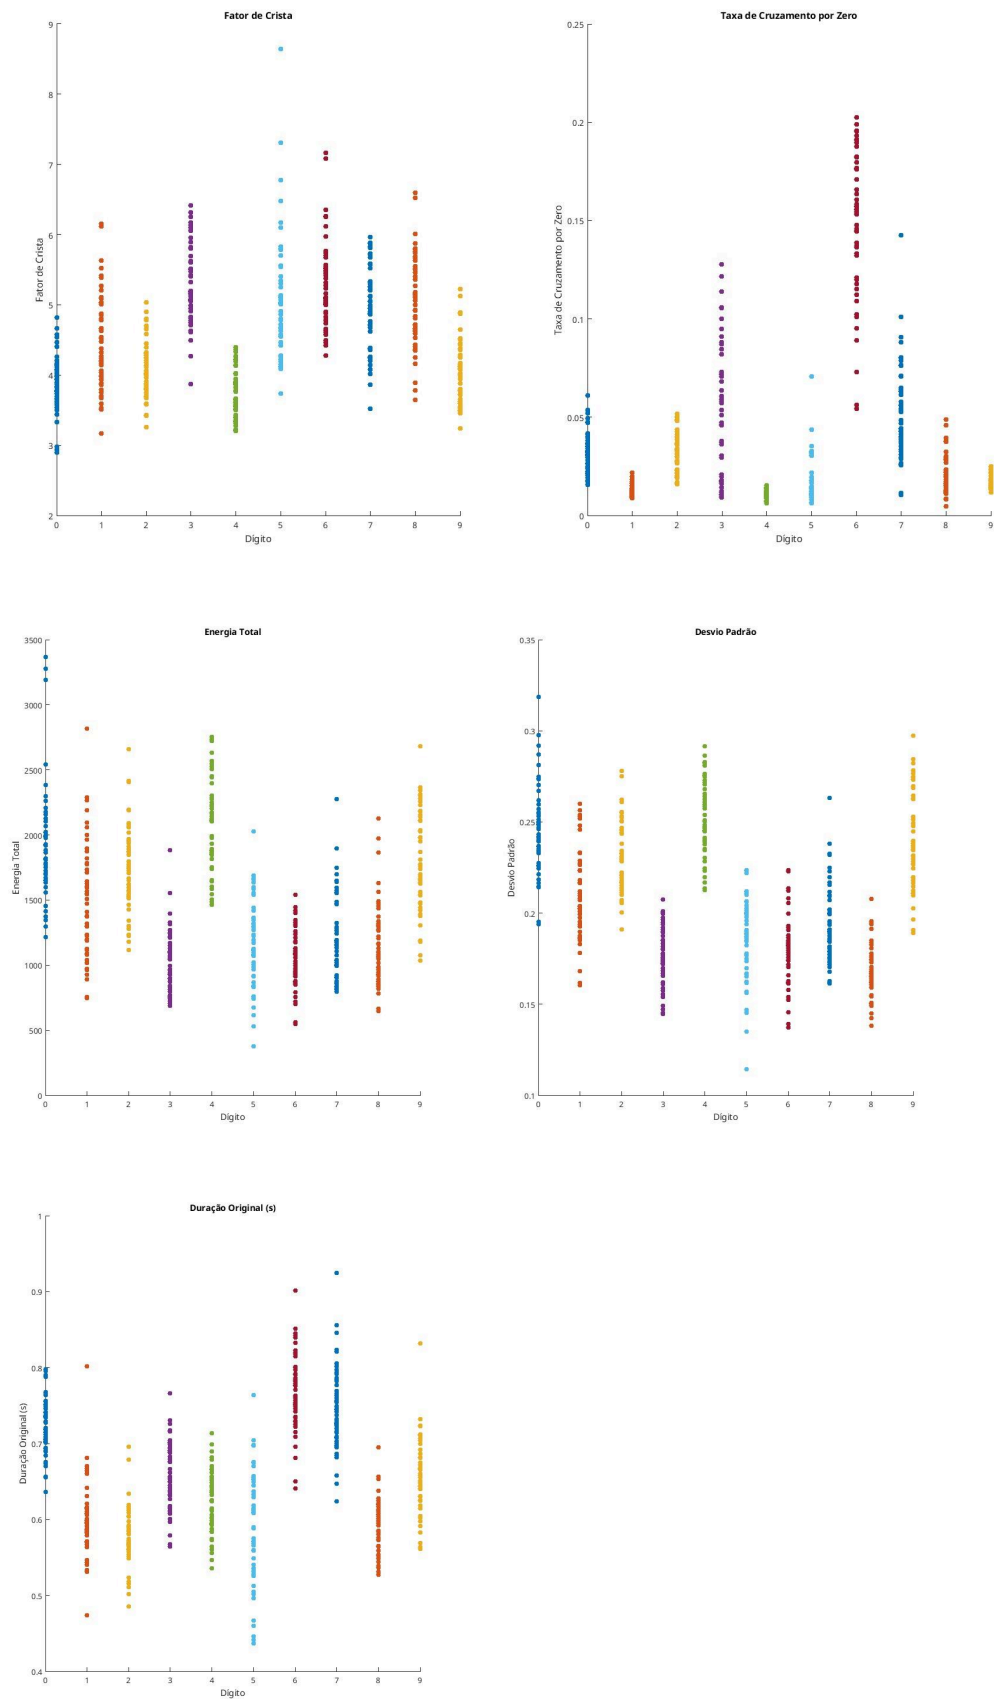 Fator de Crista
9
8
7
6
5
4
3
2
Fator de Crista
0 1 2 3 4 5 6 7 8 9
Dígito
Taxa de Cruzamento por Zero
0.25
0.2
0.15
0.1
0.05
0
Taxa de Cruzamento por Zero
0 1 2 3 4 5 6 7 8 9
Dígito
Energia Total
3500
3000
2500
2000
1500
1000
500
0
Energia Total
0 1 2 3 4 5 6 7 8 9
Dígito
Desvio Padrão
0.35
0.3
0.25
0.2
0.15
0.1
Desvio Padrão
0 1 2 3 4 5 6 7 8 9
Dígito
Duração Original (s)
1
0.9
0.8
0.7
0.6
0.5
0.4
Duração Original (s)
0 1 2 3 4 5 6 7 8 9
Dígito